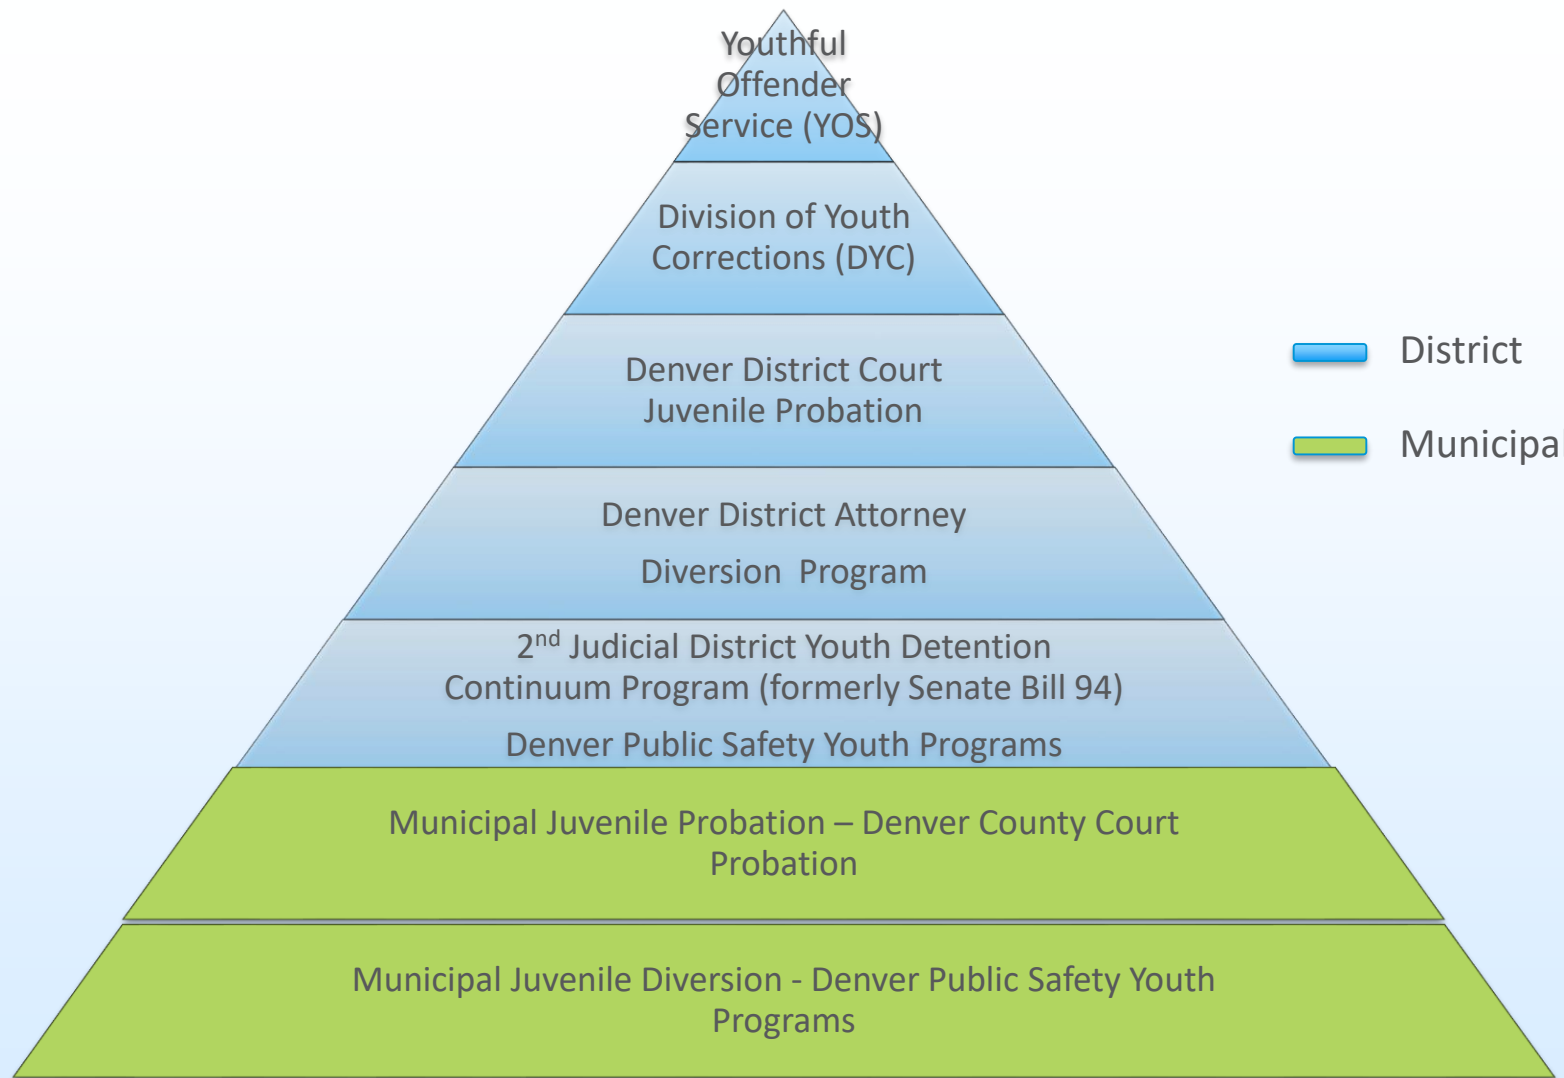 Youthful
Offender
Service (YOS)
Division of Youth
Corrections (DYC)
Denver District Court
Juvenile Probation
Denver District Attorney
Diversion  Program
2nd Judicial District Youth Detention
Continuum Program (formerly Senate Bill 94)
Denver Public Safety Youth Programs
Municipal Juvenile Probation – Denver County Court
Probation
Municipal Juvenile Diversion - Denver Public Safety Youth
Programs
District
Municipa